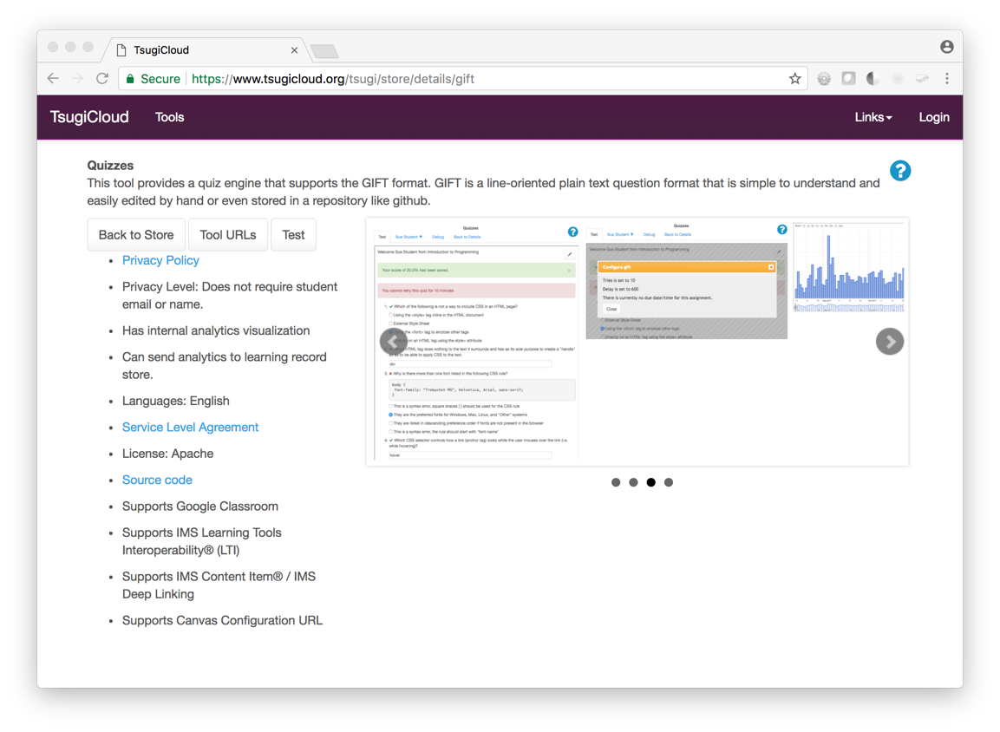 TsugiCloud
Secure
https://www.tsugicloud.org/tsugi/store/details/gift
TsugiCloud
Tools
Links
Login
Quizzes
This tool provides a quiz engine that supports the GIFT format. GIFT is a line-oriented plain text question format that is simple to understand and
easily edited by hand or even stored in a repository like github.
Back to Store
Tool URLs
Test
Privacy Policy
Privacy Level: Does not require student
email or name.
Has internal analytics visualization
Can send analytics to learning record
store.
Languages: English
Service Level Agreement
License: Apache
Source code
Supports Google Classroom
Supports IMS Learning Tools
Interoperability® (LTI)
Supports IMS Content Item® / IMS
Deep Linking
Supports Canvas Configuration URL
Quizzes
Test Sue Student Debug Back to Details
Welcome Sue Student from Introduction to Programming
Your score of 20.0% has been saved.
You cannot retry this quiz for 10 minutes
1. Which of the following is not a way to include CSS in an HTML page?
Using the <style> tag inline in the HTML document
External Style Sheet
the <font> tag to enclose other tags
on an HTML tag using the style= attribute
HTML tag does nothing to the text it surrounds and has as its sole purpose to create a "handle"
to be able to apply CSS to the text.
div
3. Why is there more than one font listed in the following CSS rule?
body {
font-family: "Trebuchet MS", Helvetica, Arial, sans-serif;
}
This is a syntax error, square braces [ ] should be used for the CSS rule
They are the preferred fonts for Windows, Mac, Linux, and "Other" systems
They are listed in descending preference order if fonts are not present in the browser
This is a syntax error, the rule should start with "font-name"
4. Which CSS selector controls how a link (anchor tag) looks while the user mouses over the link (i.e.
while hovering)?
hover
Quizzes
Test Sue Student Debug Back to Details
Welcome Sue Student from Introduction to Programming
Configure gift
Tries is set to 10
Delay is set to 600
There is currently no due date/time for this assignment.
Close
External Style Sheet
Using the <font> tag to enclose other tags
Directly on an HTML tag using the style= attribute